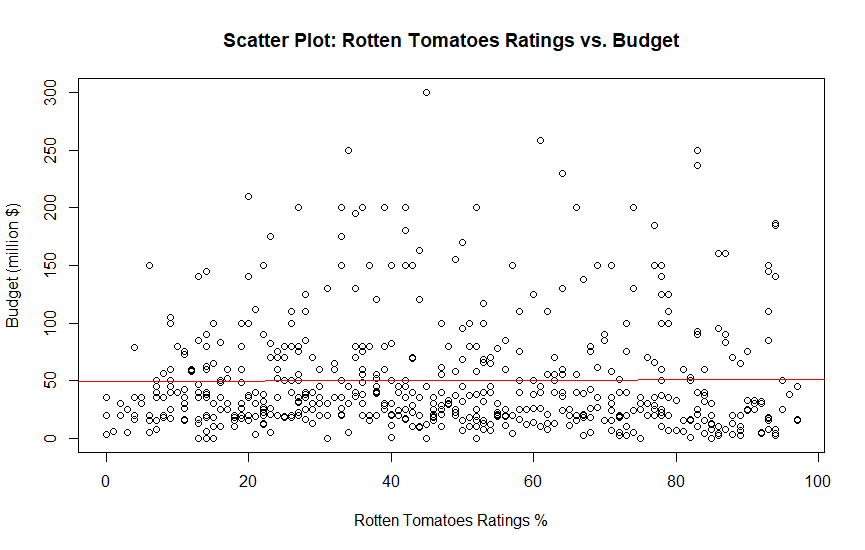 Scatter Plot: Rotten Tomatoes Ratings vs. Budget
Budget (million $)
300
250
200
150
100
50
0
0 20 40 60 80 100
Rotten Tomatoes Ratings %